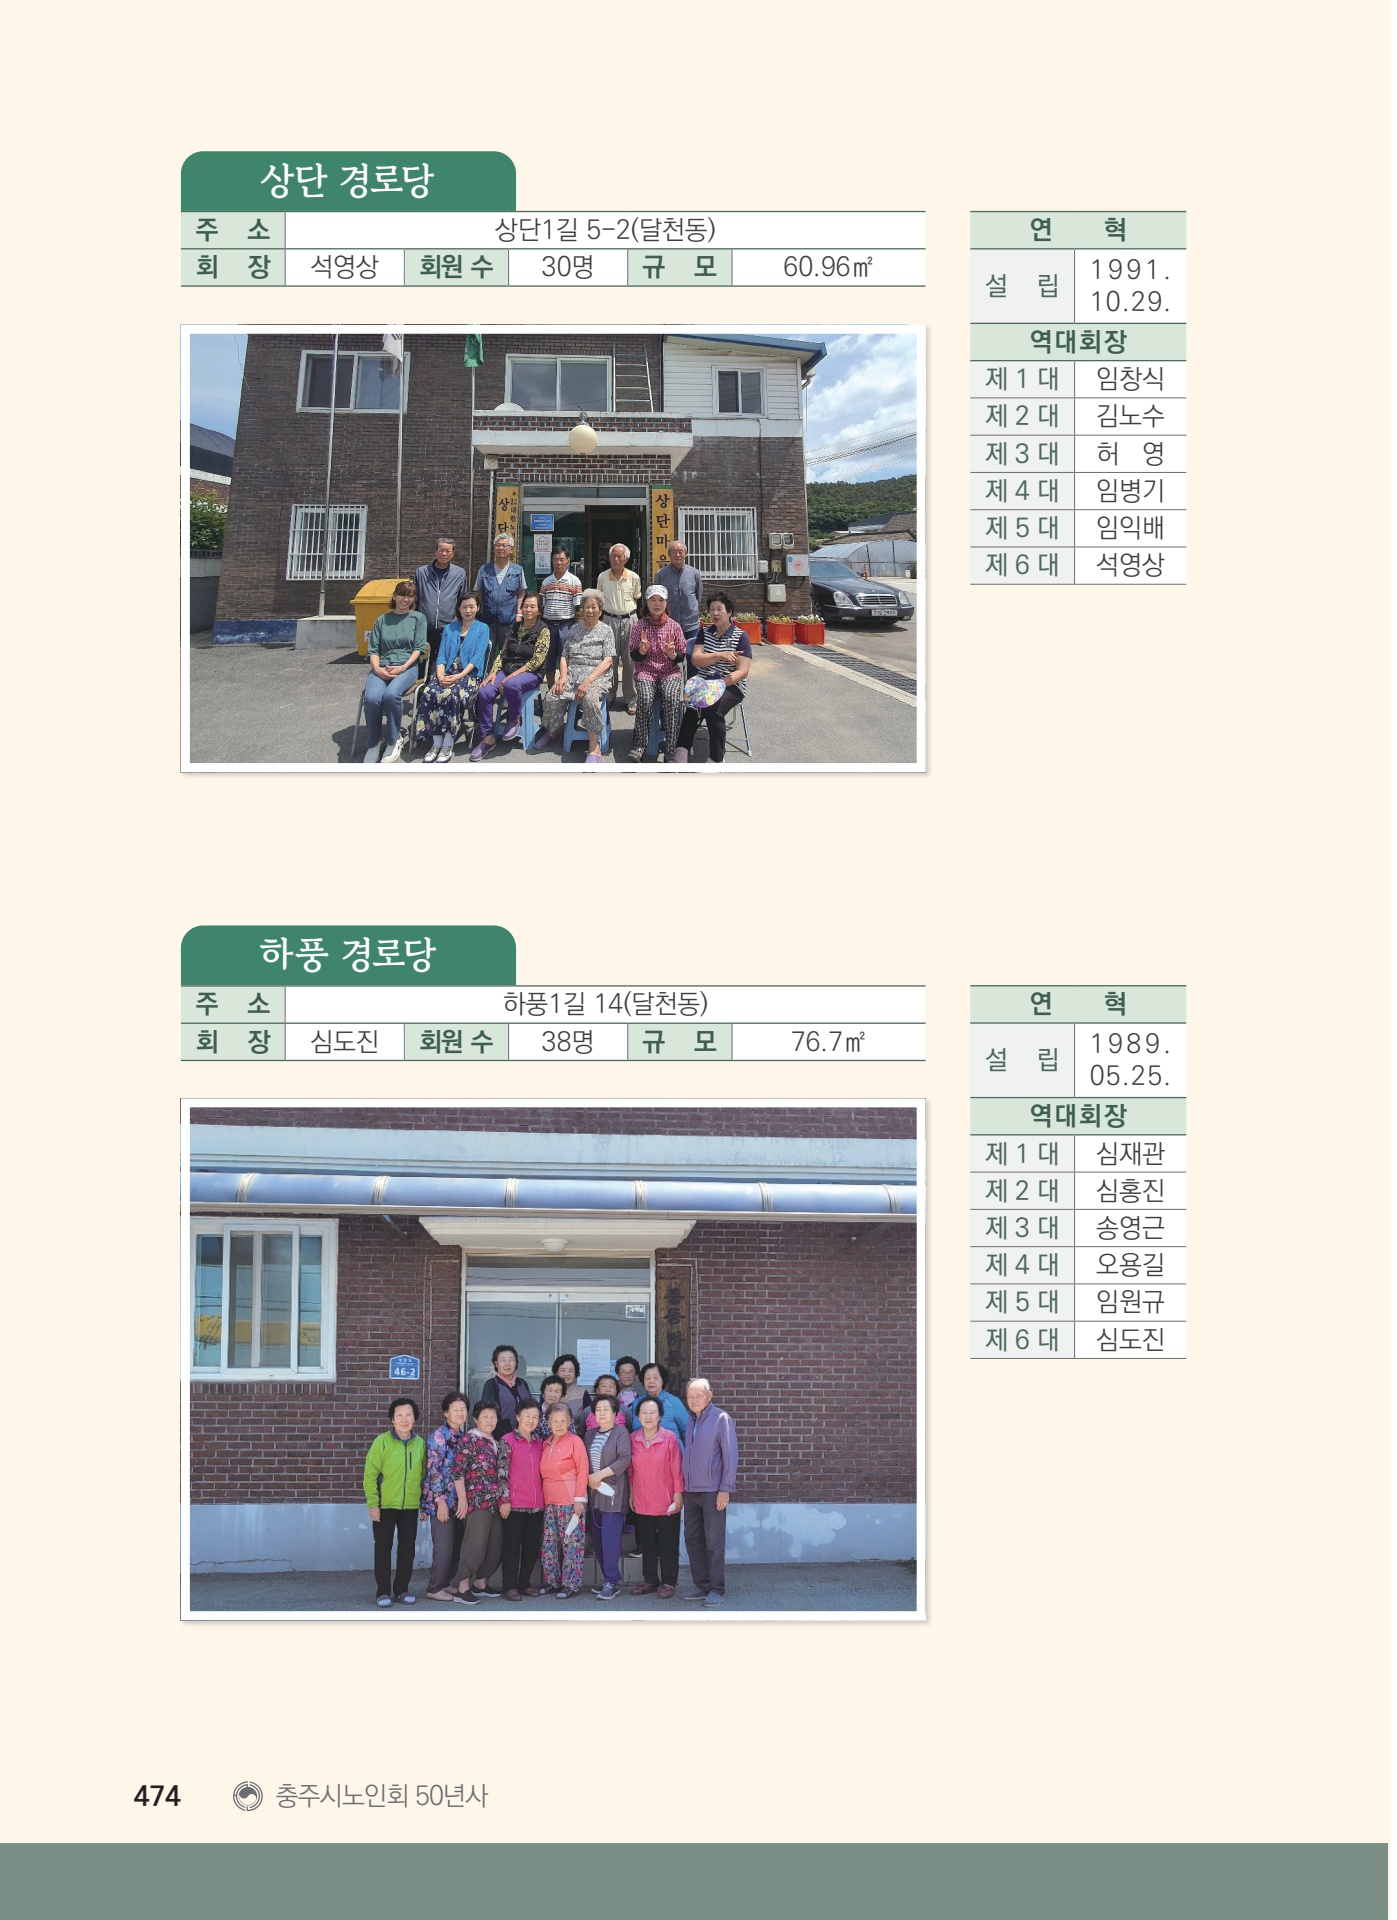 상단 경로당
주 소 상단1길 5-2(달천동)
회 장 석영상 회원 수 30명 규 모 60.96㎡
연 혁
설 립 1991.
10.29.
역대회장
제 1 대 임창식
제 2 대 김노수
제 3 대 허 영
제 4 대 임병기
제 5 대 임익배
제 6 대 석영상
상단
상단마을
하풍 경로당
주 소 하풍1길 14(달천동)
회 장 심도진 회원 수 38명 규 모 76.7㎡
연 혁
설 립 1989.
05.25.
역대회장
제 1 대 심재관
제 2 대 심홍진
제 3 대 송영근
제 4 대 오용길
제 5 대 임원규
제 6 대 심도진
46-2
474 충주시노인회 50년사